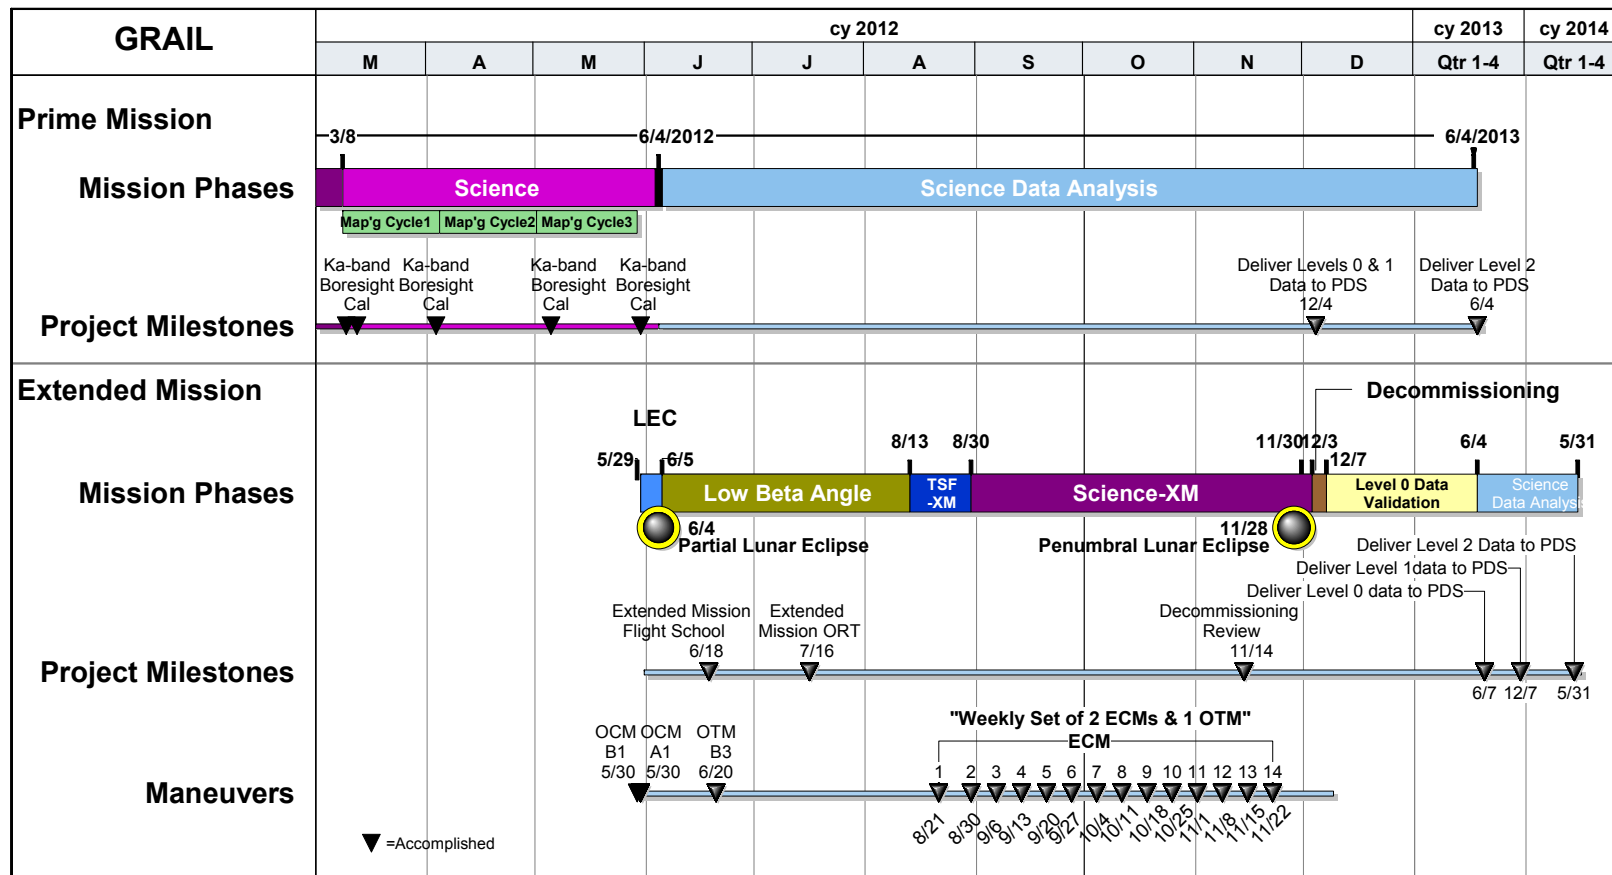 GRAIL
cy 2012
cy 2013
cy 2014
M A M J J A S O N D Qtr 1-4 Qtr 1-4
Prime Mission
3/8
6/4/2012
6/4/2013
Mission Phases
Science
Science Data Analysis
Map'g Cycle1
Map'g Cycle2
Map'g Cycle3
Ka-band
Boresight
Cal
Ka-band
Boresight
Cal
Ka-band
Boresight
Cal
Ka-band
Boresight
Cal
Deliver Levels 0 & 1
Data to PDS
12/4
Deliver Level 2
Data to PDS
6/4
Project Milestones
Extended Mission
Decommissioning
LEC
5/29
6/5
8/13
8/30
11/30
12/3
12/7
6/4
5/31
Mission Phases
Low Beta Angle
TSF
-XM
Science-XM
Level 0 Data
Validation
Science
Data Analysis
6/4
Partial Lunar Eclipse
11/28
Penumbral Lunar Eclipse
Deliver Level 2 Data to PDS
Deliver Level 1data to PDS
Deliver Level 0 data to PDS
Extended Mission
Flight School
6/18
Extended
Mission ORT
7/16
Decommissioning
Review
11/14
Project Milestones
6/7
12/7
5/31
"Weekly Set of 2 ECMs & 1 OTM"
ECM
OCM
B1
5/30
OCM
A1
5/30
OTM
B3
6/20
1 2 3 4 5 6 7 8 9 10 11 12 13 14
Maneuvers
8/21 8/30 9/6 9/13 9/20 9/27 10/4 10/11 10/18 10/25 11/1 11/8 11/15 11/22
=Accomplished